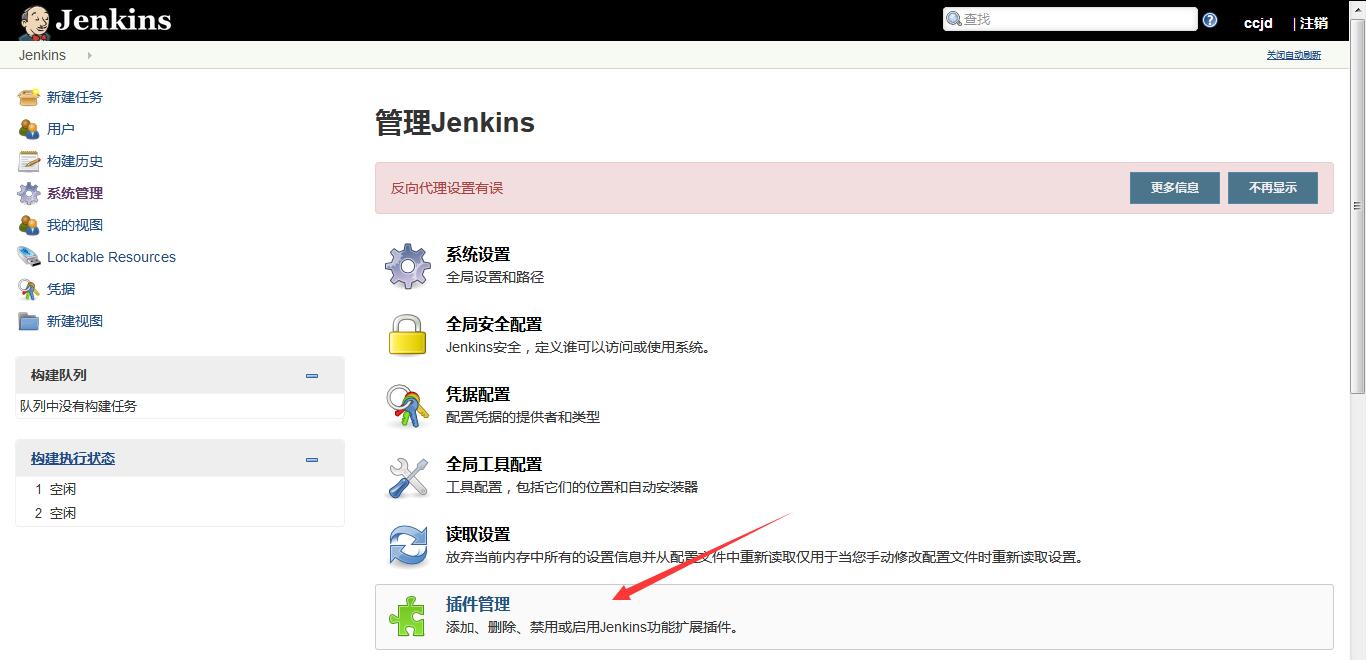 Jenkins
查找
ccjd | 注销
Jenkins
关闭自动刷新
新建任务
用户
构建历史
系统管理
我的视图
Lockable Resources
凭据
新建视图
构建队列
队列中没有构建任务
构建执行状态
1 空闲
2 空闲
管理Jenkins
反向代理设置有误
更多信息
不再显示
系统设置
全局设置和路径
全局安全配置
Jenkins安全，定义谁可以访问或使用系统。
凭据配置
配置凭据的提供者和类型
全局工具配置
工具配置，包括它们的位置和自动安装器
读取设置
放弃当前内存中所有的设置信息并从配置文件中重新读取仅用于当您手动修改配置文件时重新读取设置。
插件管理
添加、删除、禁用或启用Jenkins功能扩展插件。